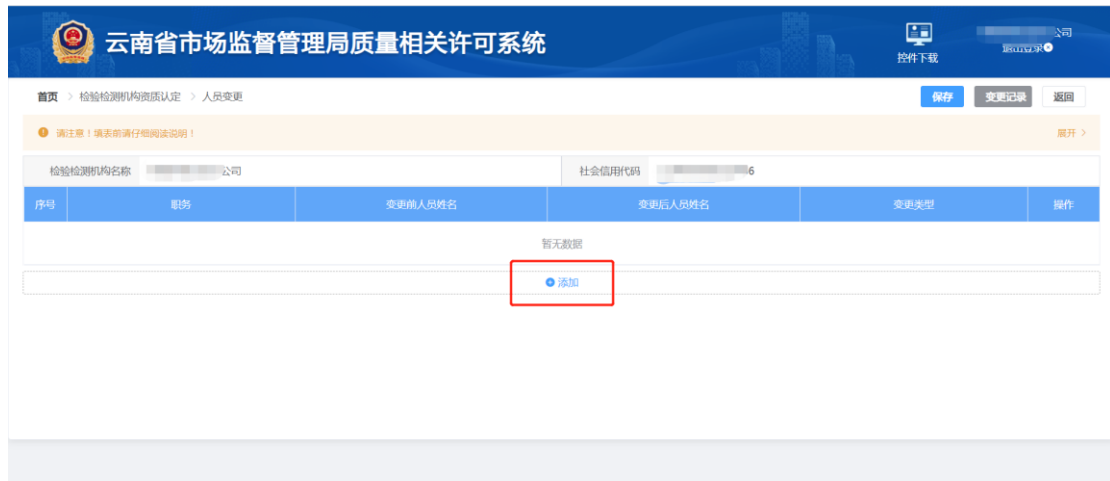 云南省市场监督管理局质量相关许可系统
控件下载
公司
退出登录
首页 > 检验检测机构资质认定 > 人员变更
保存 变更记录 返回
请注意！填表前请仔细阅读说明！ 展开 >
检验检测机构名称 公司 社会信用代码 6
序号 职务 变更前人员姓名 变更后人员姓名 变更类型 操作
暂无数据
添加